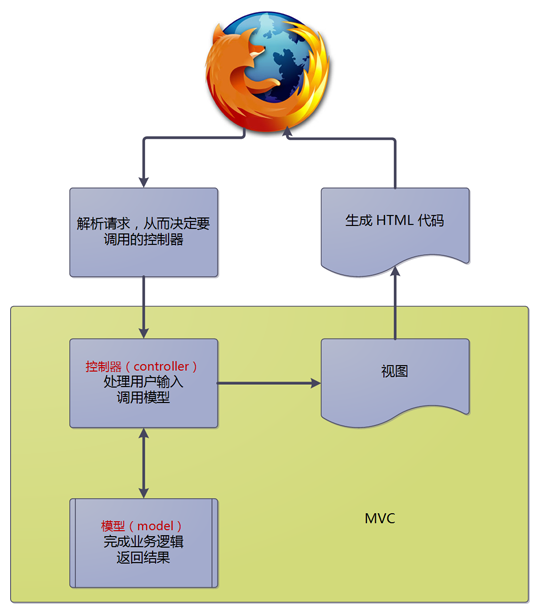 解析请求，从而决定要
调用的控制器
生成 HTML 代码
控制器（controller）
处理用户输入
调用模型
视图
模型（model）
完成业务逻辑
返回结果
MVC